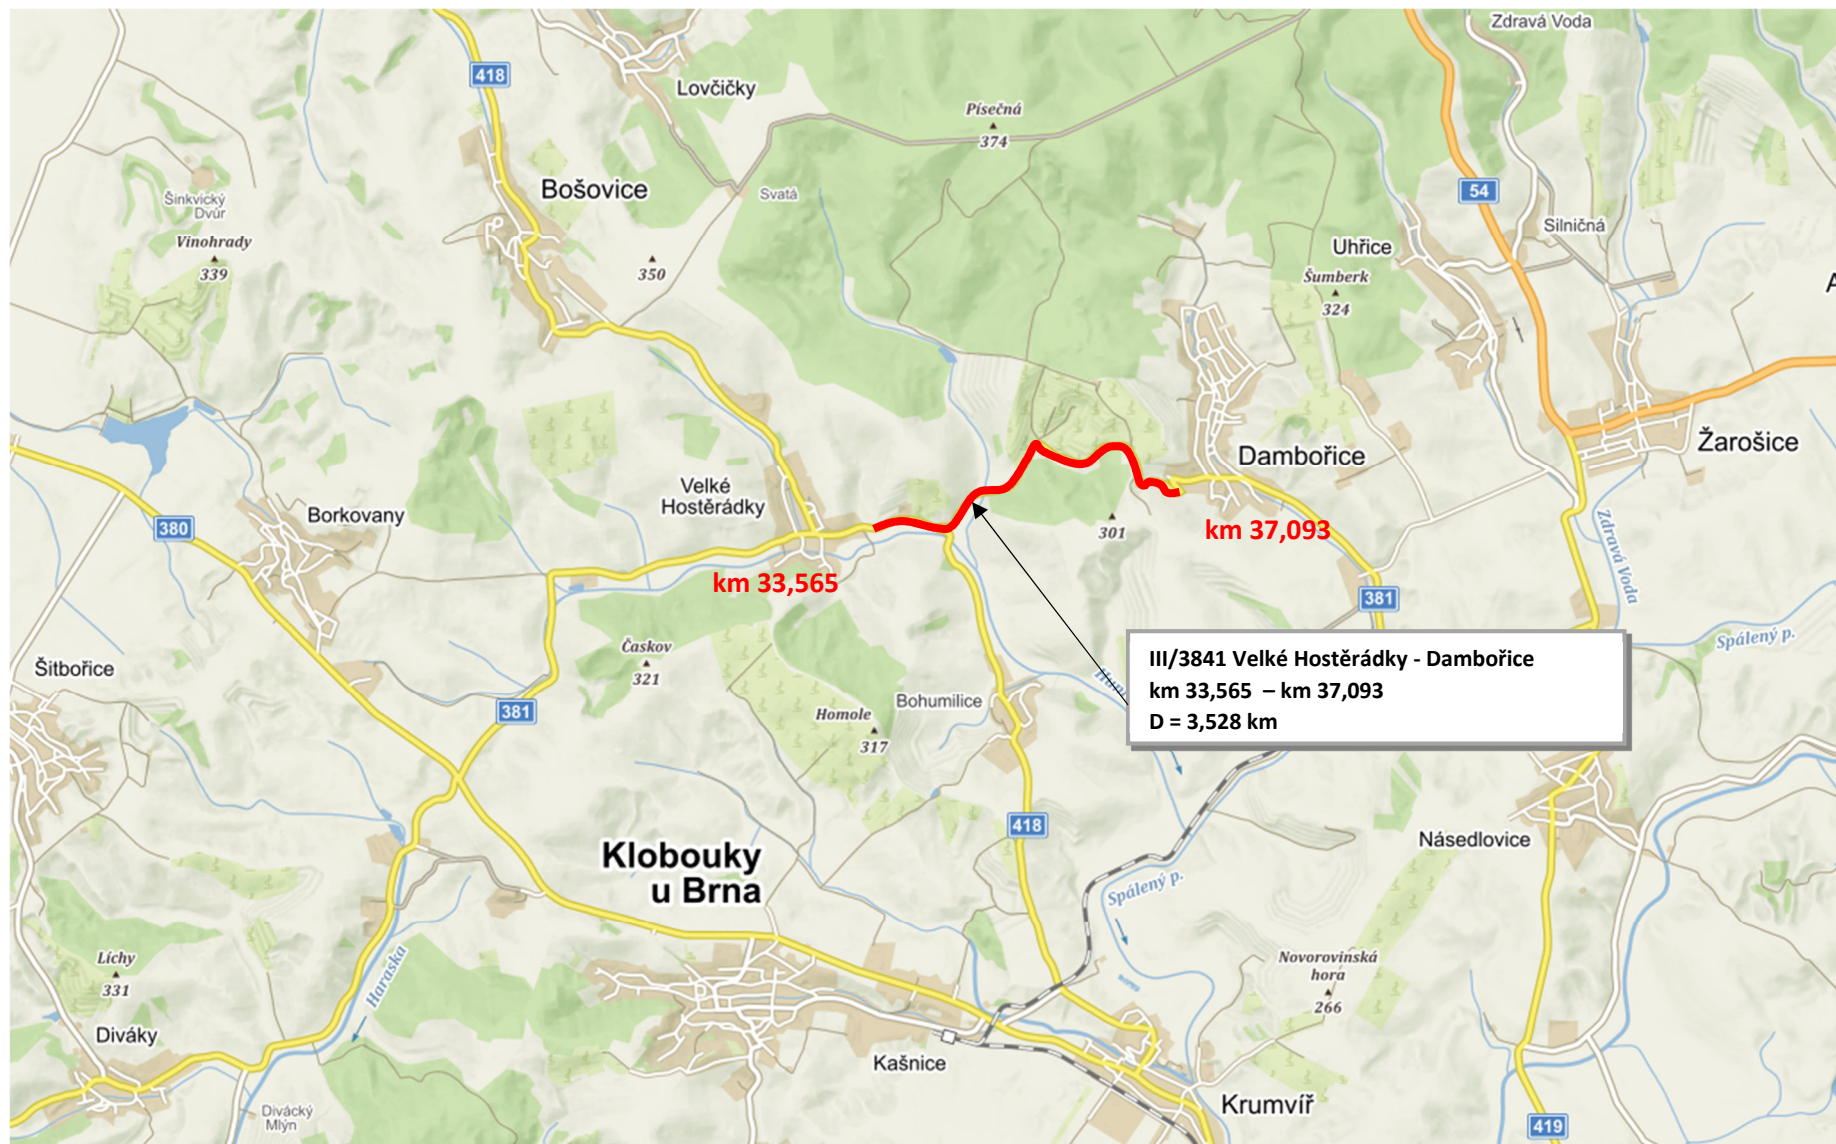 Zdravá Voda
418
Lovčičky
Písečná
374
Bošovice
Svatá
54
Šinkvický
Dvůr
Silničná
Vinohrady
339
350
Uhřice
Šumberk
324
Žarošice
Dambořice
Velké
Hostěrádky
Borkovany
380
301
km 37,093
km 33,565
Zdravá Voda
381
Spálený p.
Šitbořice
Časkov
321
III/3841 Velké Hostěrádky - Dambořice
km 33,565 – km 37,093
D = 3,528 km
Bohumilice
381
Homole
317
418
Násedlovice
Klobouky
u Brna
Spálený p.
Líchy
331
Haraska
Novorovinská
hora
266
Diváky
Kašnice
Krumvíř
Divácký
Mlýn
419